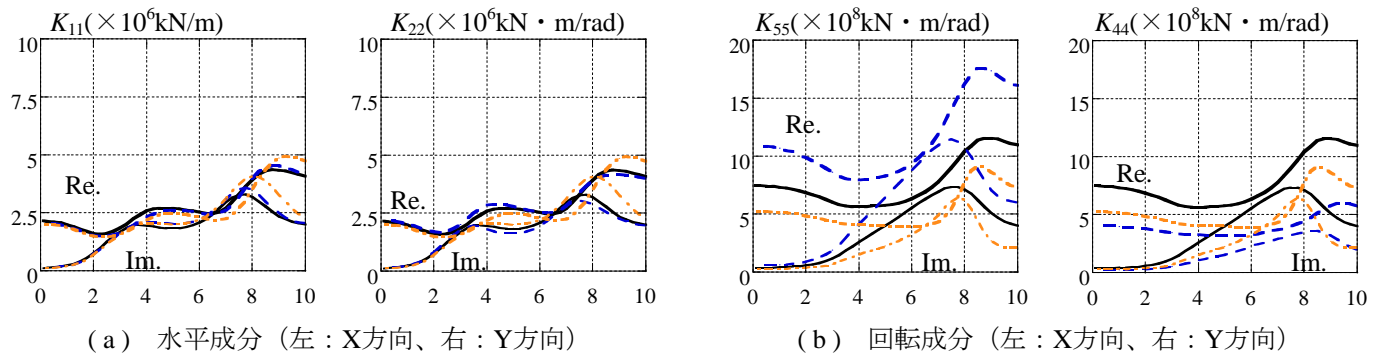 K₁₁(×10⁶kN/m)
10
7.5
5
2.5
0
Re.
Im.
0 2 4 6 8 10
K₂₂(×10⁶kN・m/rad)
10
7.5
5
2.5
0
Re.
Im.
0 2 4 6 8 10
(a) 水平成分（左：X方向、右：Y方向）
K₅₅(×10⁸kN・m/rad)
20
15
10
5
0
Re.
Im.
0 2 4 6 8 10
K₄₄(×10⁸kN・m/rad)
20
15
10
5
0
Re.
Im.
0 2 4 6 8 10
(b) 回転成分（左：X方向、右：Y方向）